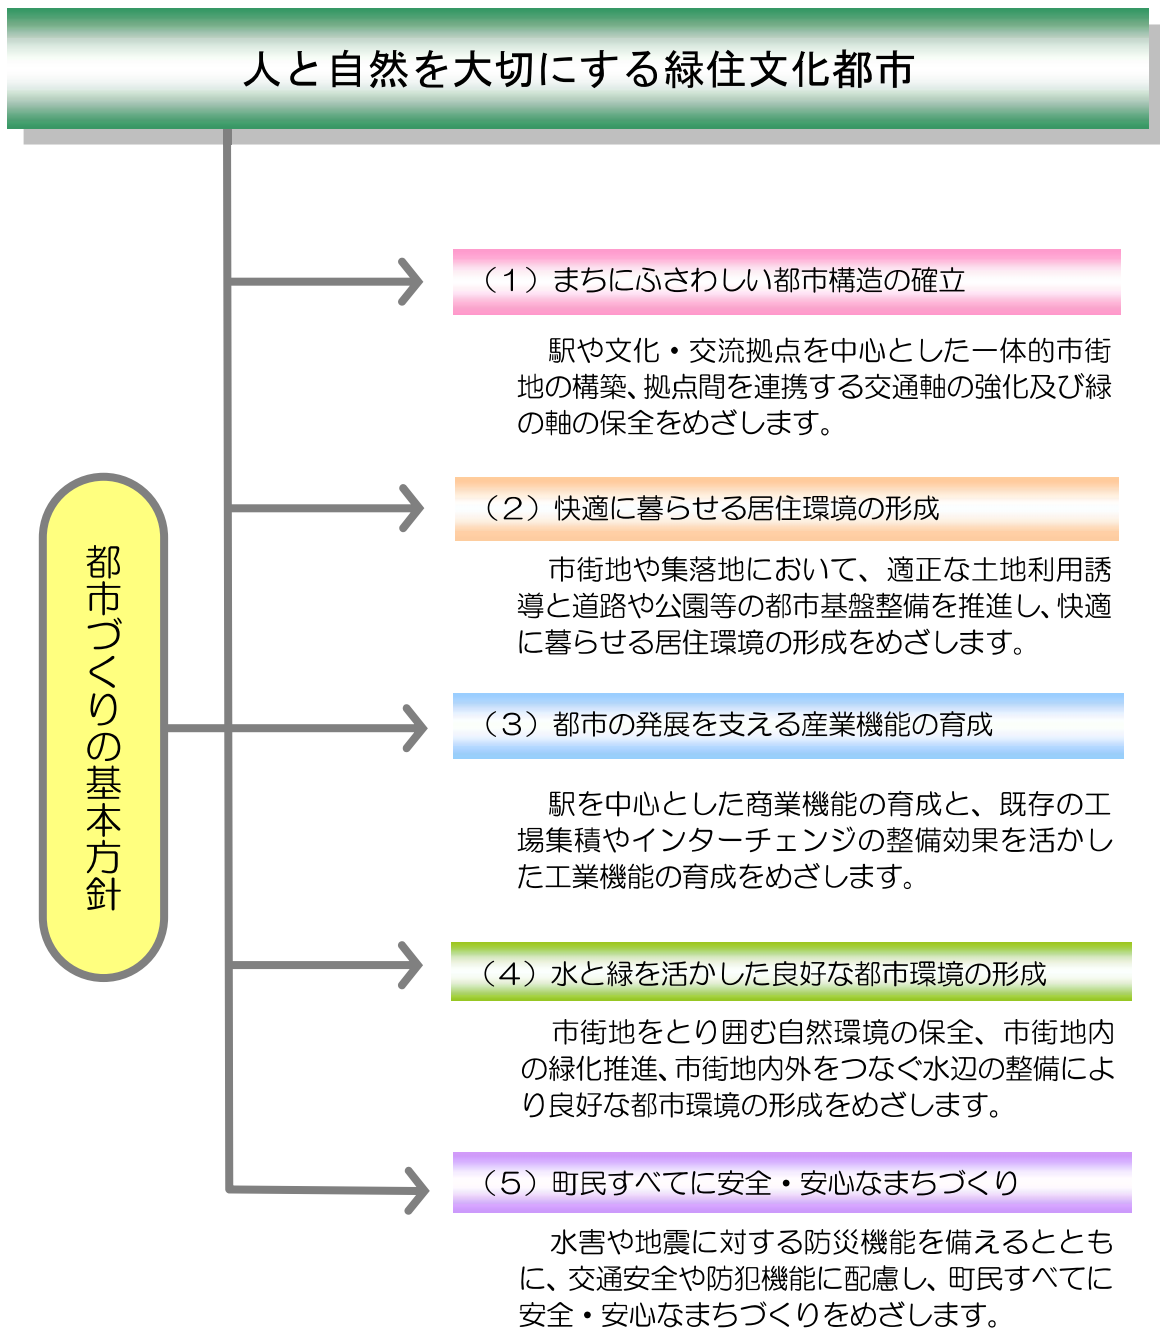 人と自然を大切にする緑住文化都市
都市づくりの基本方針
（１）まちにふさわしい都市構造の確立
駅や文化・交流拠点を中心とした一体的市街
地の構築、拠点間を連携する交通軸の強化及び緑
の軸の保全をめざします。
（２）快適に暮らせる居住環境の形成
市街地や集落地において、適正な土地利用誘
導と道路や公園等の都市基盤整備を推進し、快適
に暮らせる居住環境の形成をめざします。
（３）都市の発展を支える産業機能の育成
駅を中心とした商業機能の育成と、既存の工
場集積やインターチェンジの整備効果を活かし
た工業機能の育成をめざします。
（４）水と緑を活かした良好な都市環境の形成
市街地をとり囲む自然環境の保全、市街地内
の緑化推進、市街地内外をつなぐ水辺の整備によ
り良好な都市環境の形成をめざします。
（５）町民すべてに安全・安心なまちづくり
水害や地震に対する防災機能を備えるととも
に、交通安全や防犯機能に配慮し、町民すべてに
安全・安心なまちづくりをめざします。